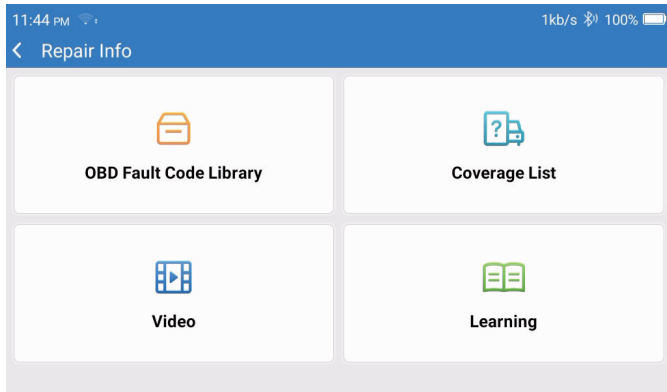 11:44 PM 1kb/s 100%
Repair Info
OBD Fault Code Library
Coverage List
Video
Learning